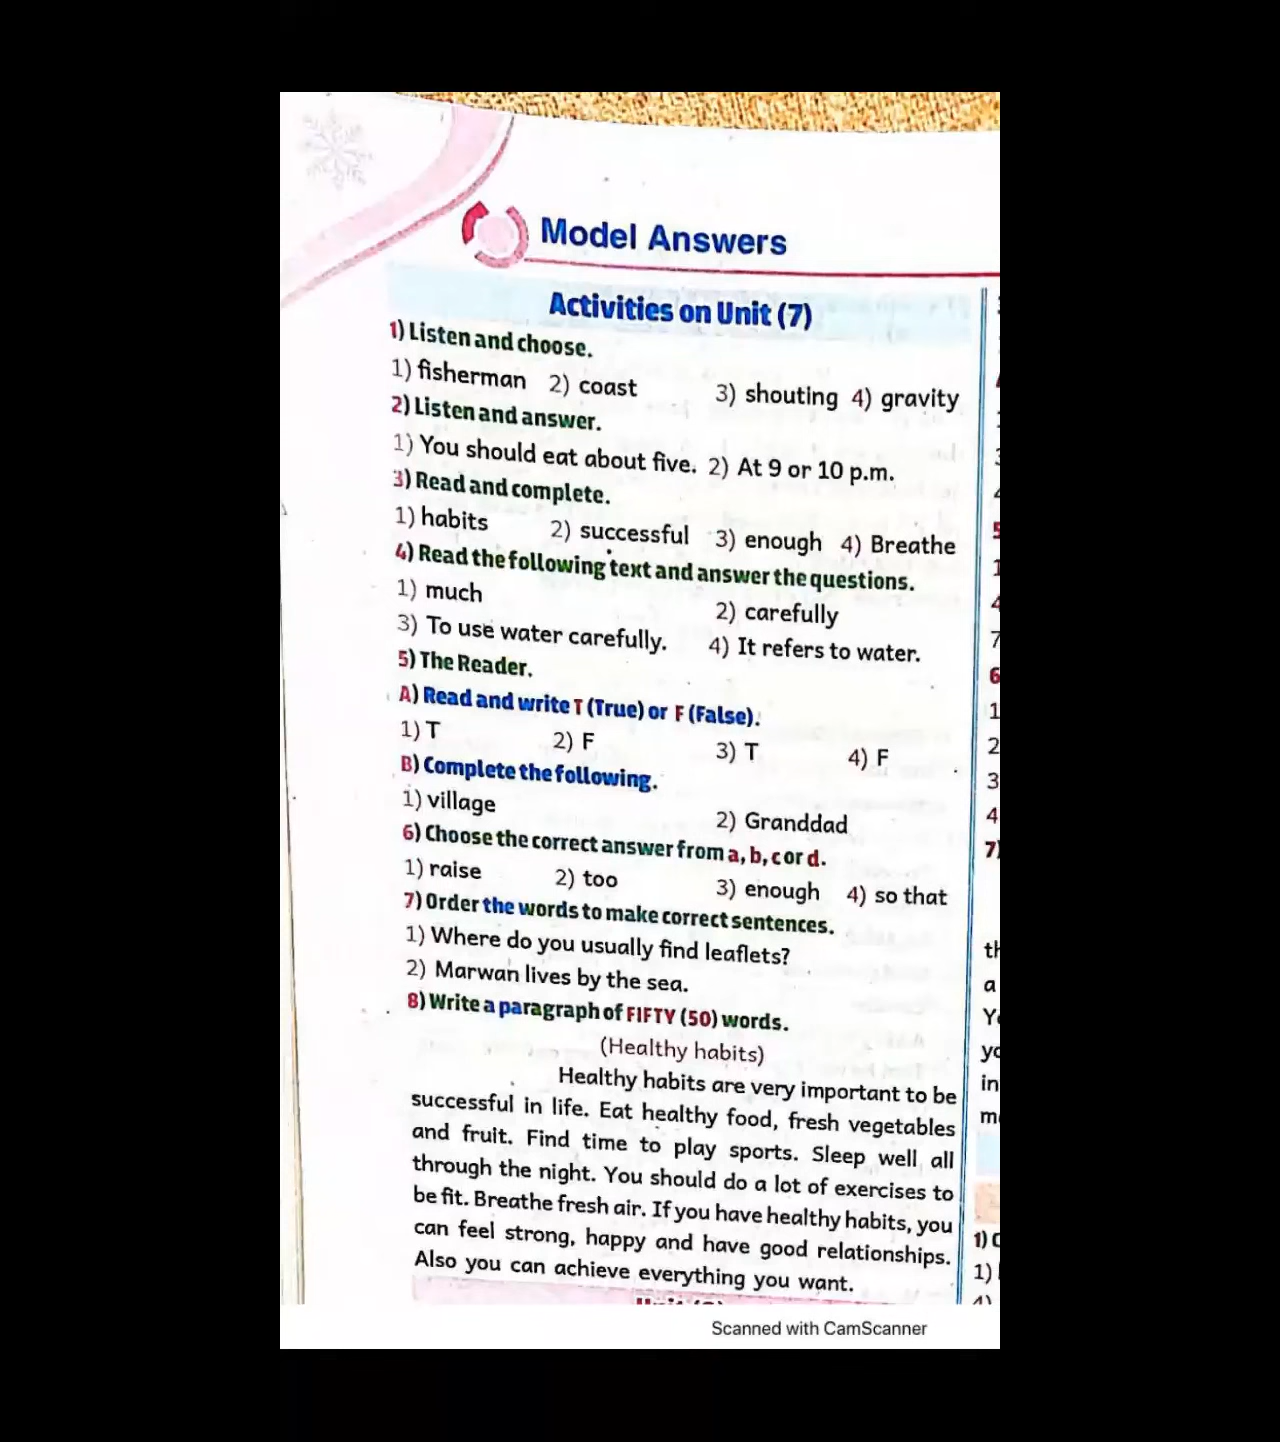 Model Answers
Activities on Unit (7)
1) Listen and choose.
1) fisherman 2) coast 3) shouting 4) gravity
2) Listen and answer.
1) You should eat about five. 2) At 9 or 10 p.m.
3) Read and complete.
1) habits 2) successful 3) enough 4) Breathe
4) Read the following text and answer the questions.
1) much 2) carefully
3) To use water carefully. 4) It refers to water.
5) The Reader.
A) Read and write T (True) or F (False).
1) T 2) F 3) T 4) F
B) Complete the following.
1) village 2) Granddad
6) Choose the correct answer from a, b, c or d.
1) raise 2) too 3) enough 4) so that
7) Order the words to make correct sentences.
1) Where do you usually find leaflets?
2) Marwan lives by the sea.
8) Write a paragraph of FIFTY (50) words.
(Healthy habits)
Healthy habits are very important to be
successful in life. Eat healthy food, fresh vegetables
and fruit. Find time to play sports. Sleep well all
through the night. You should do a lot of exercises to
be fit. Breathe fresh air. If you have healthy habits, you
can feel strong, happy and have good relationships.
Also you can achieve everything you want.
Scanned with CamScanner